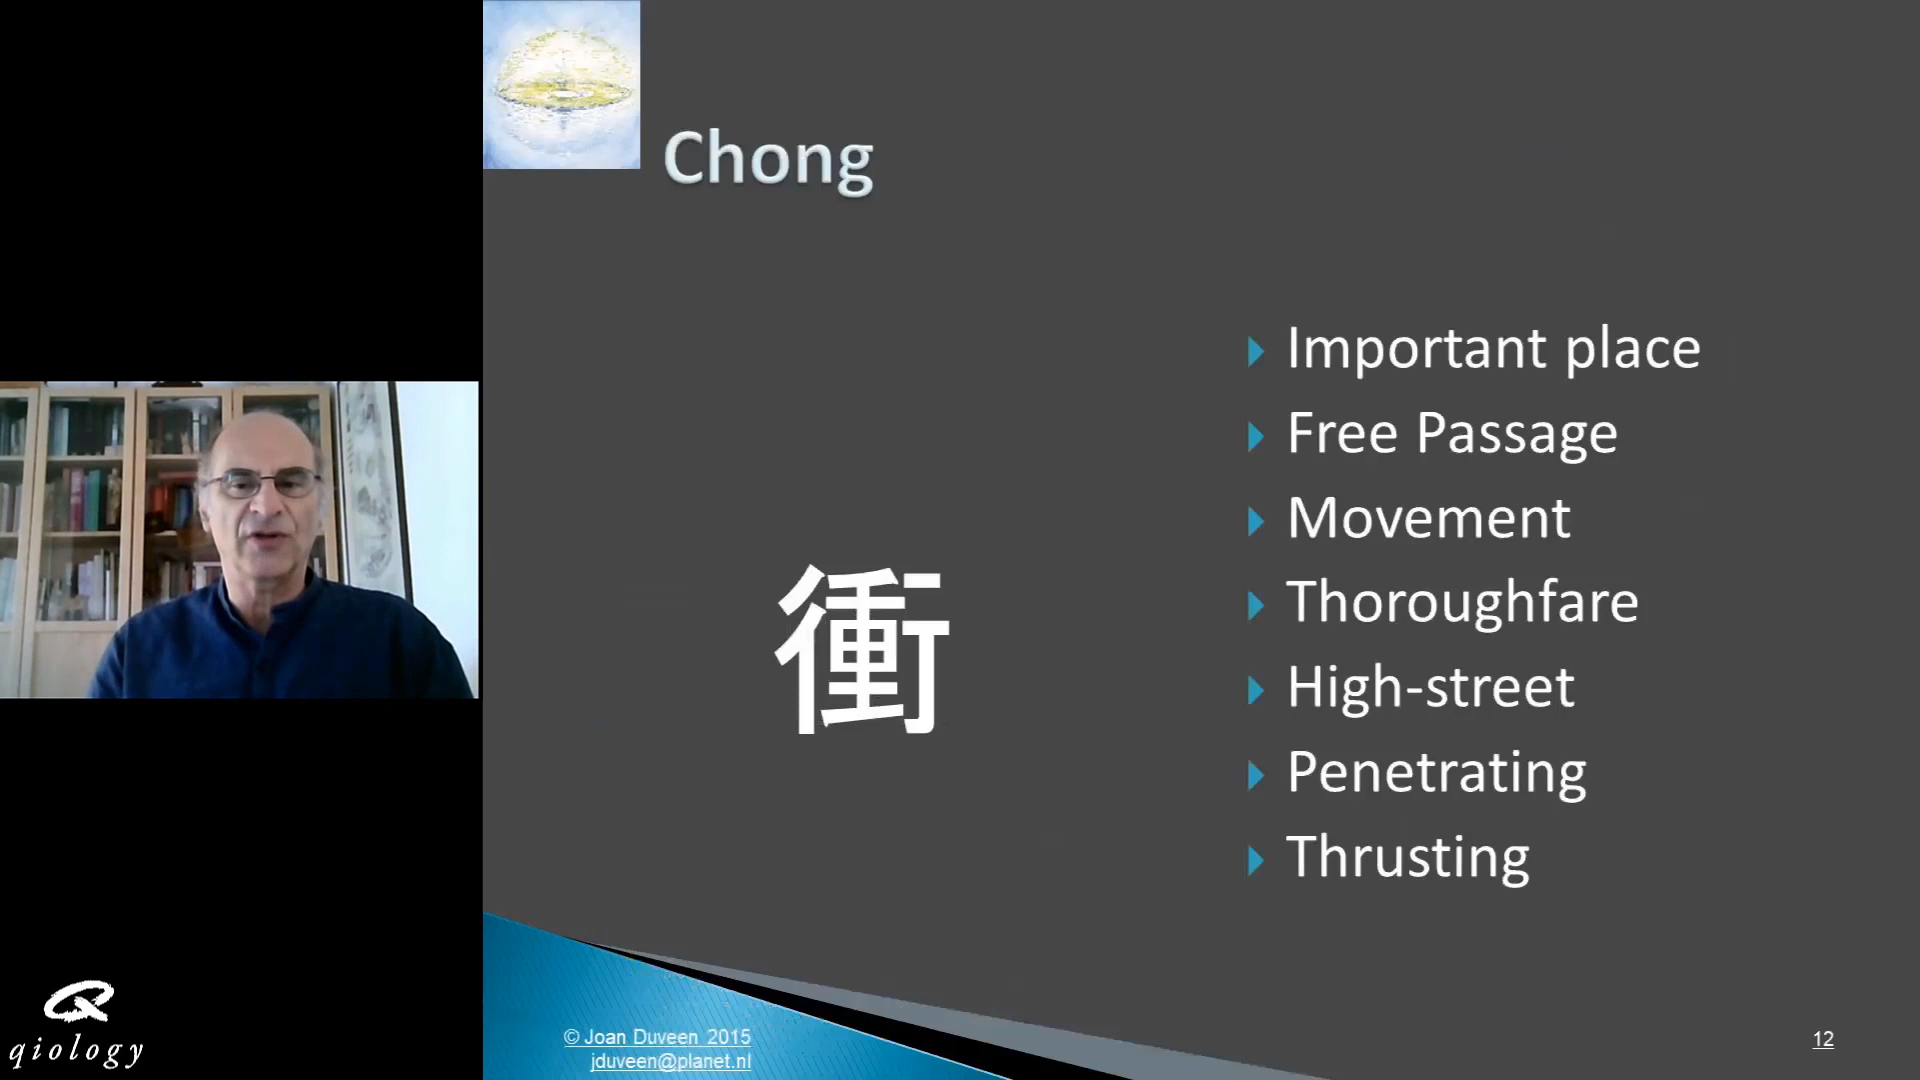 Chong
衝
Important place
Free Passage
Movement
Thoroughfare
High-street
Penetrating
Thrusting
qiology
© Joan Duveen 2015
jduveen@planet.nl
12